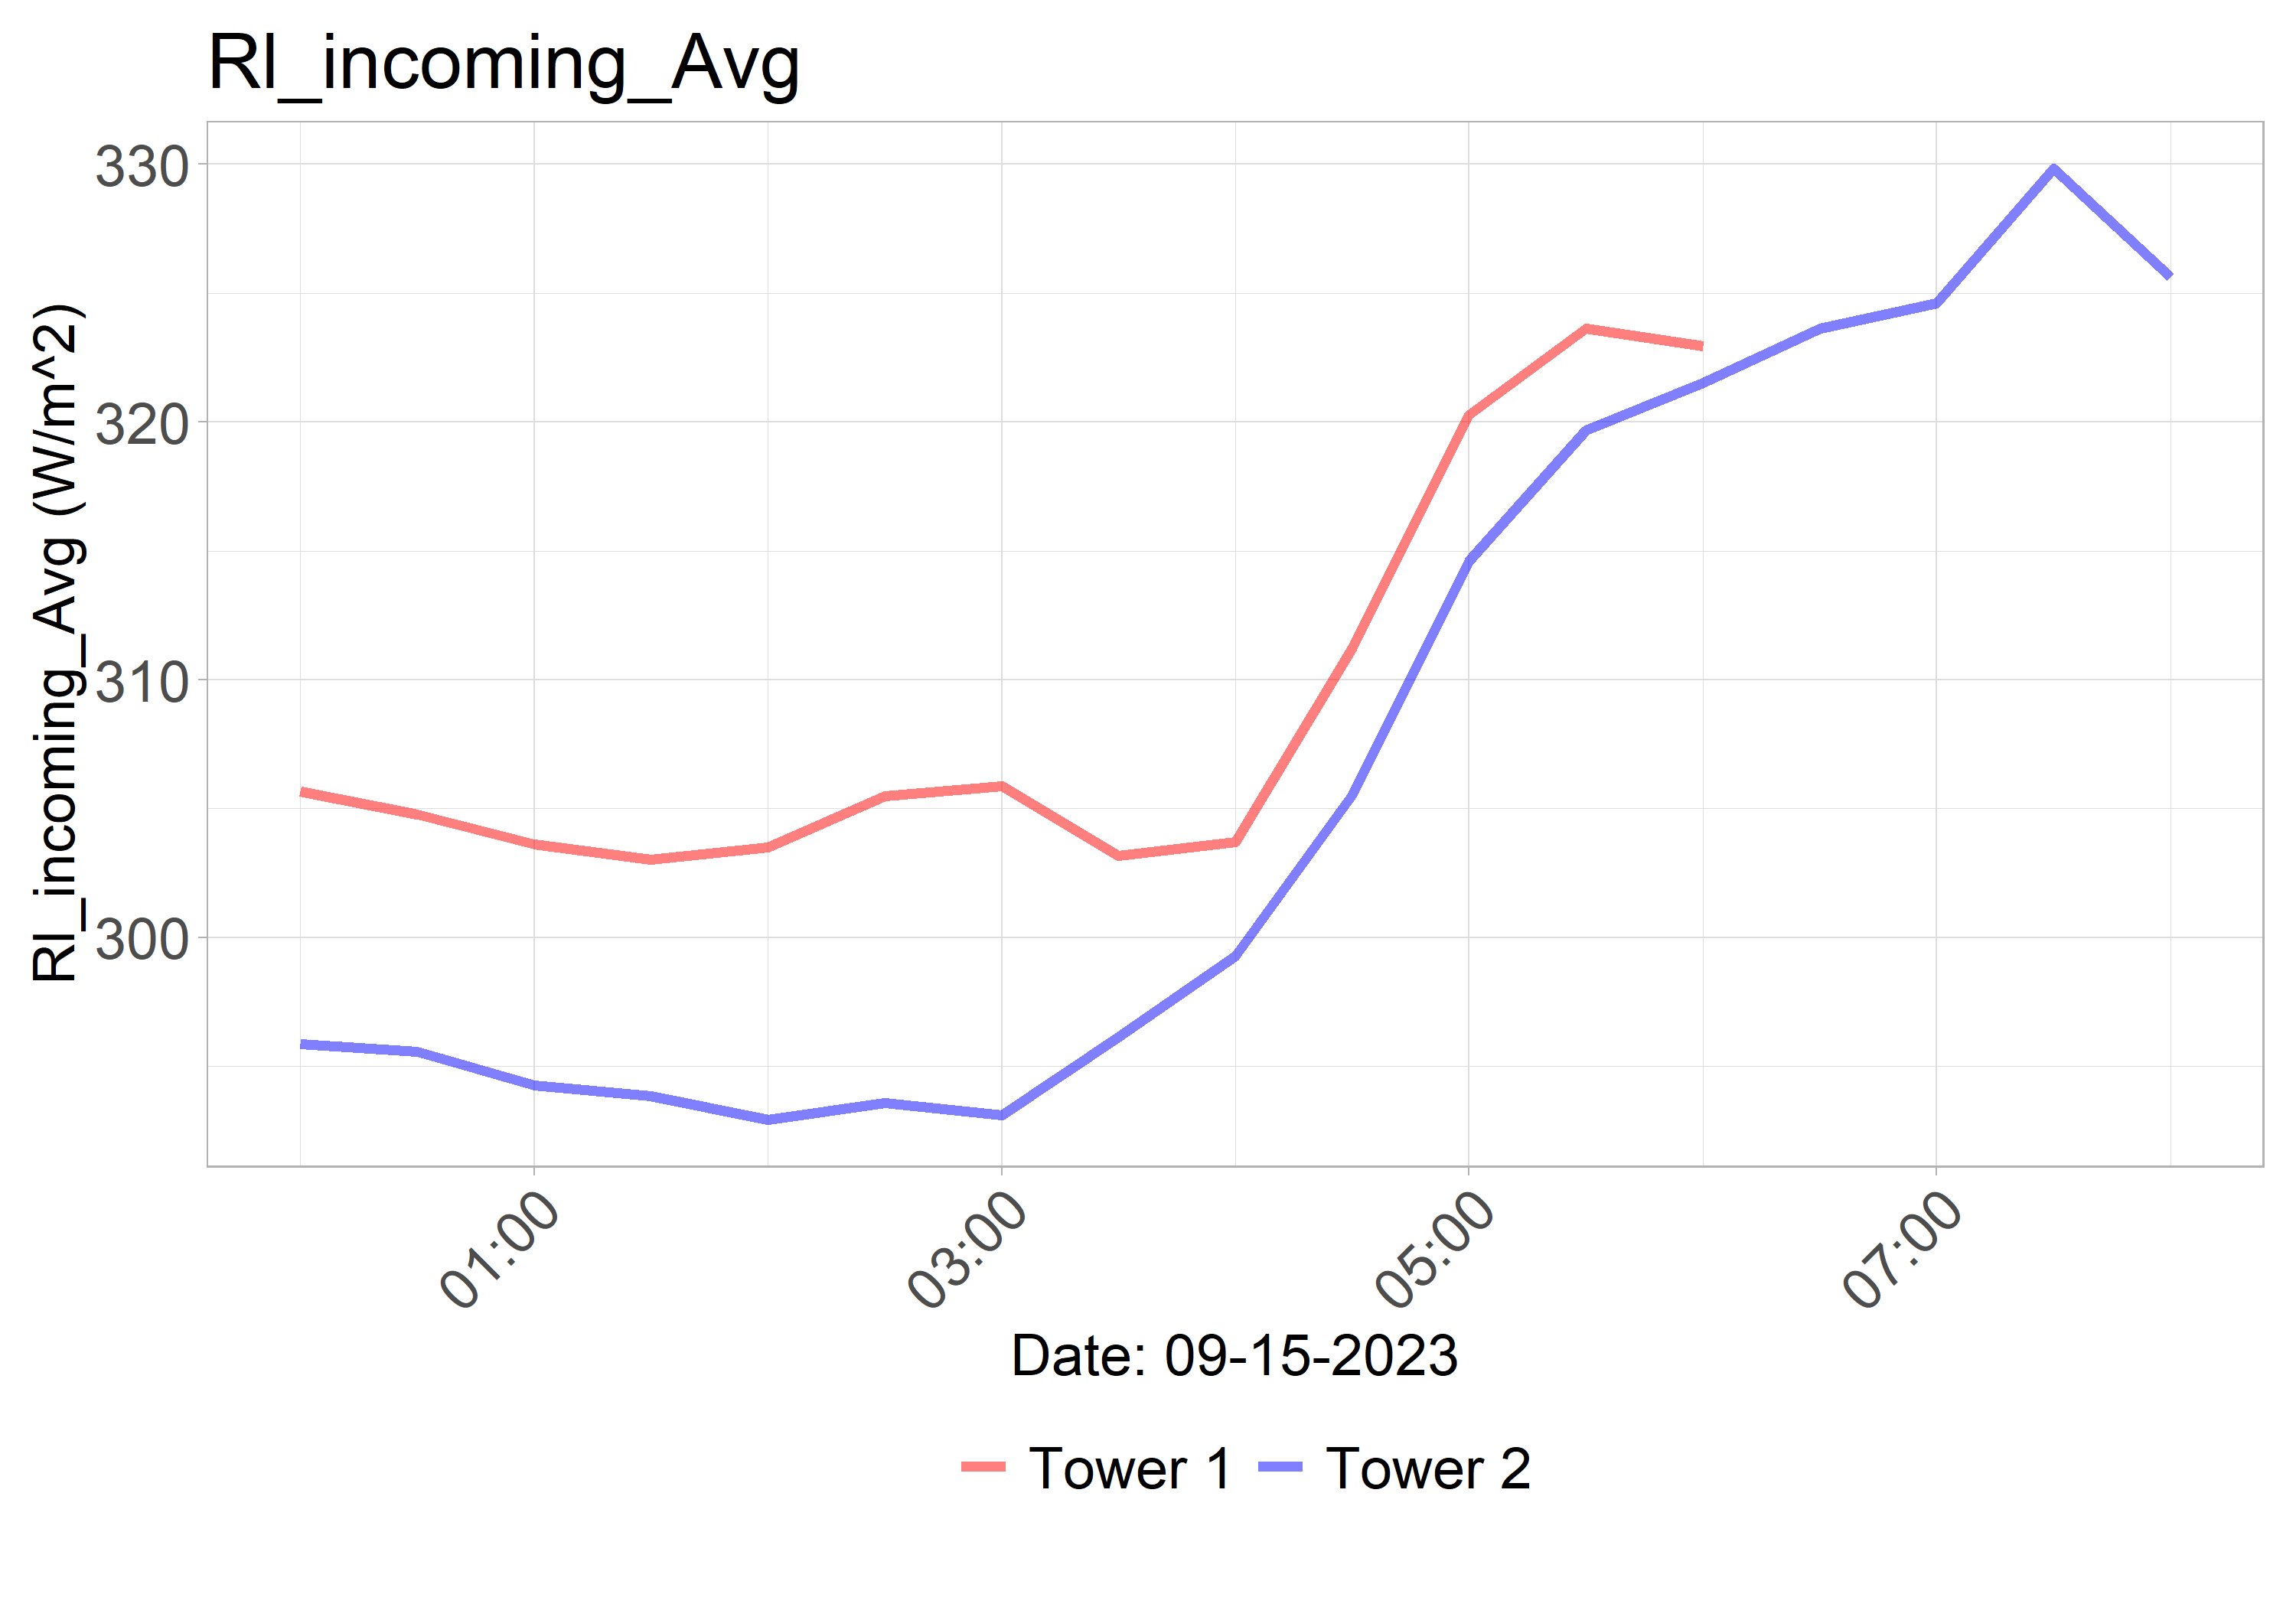 Rl_incoming_Avg
Rl_incoming_Avg (W/m^2)
330
320
310
300
01:00
03:00
05:00
07:00
Date: 09-15-2023
Tower 1
Tower 2